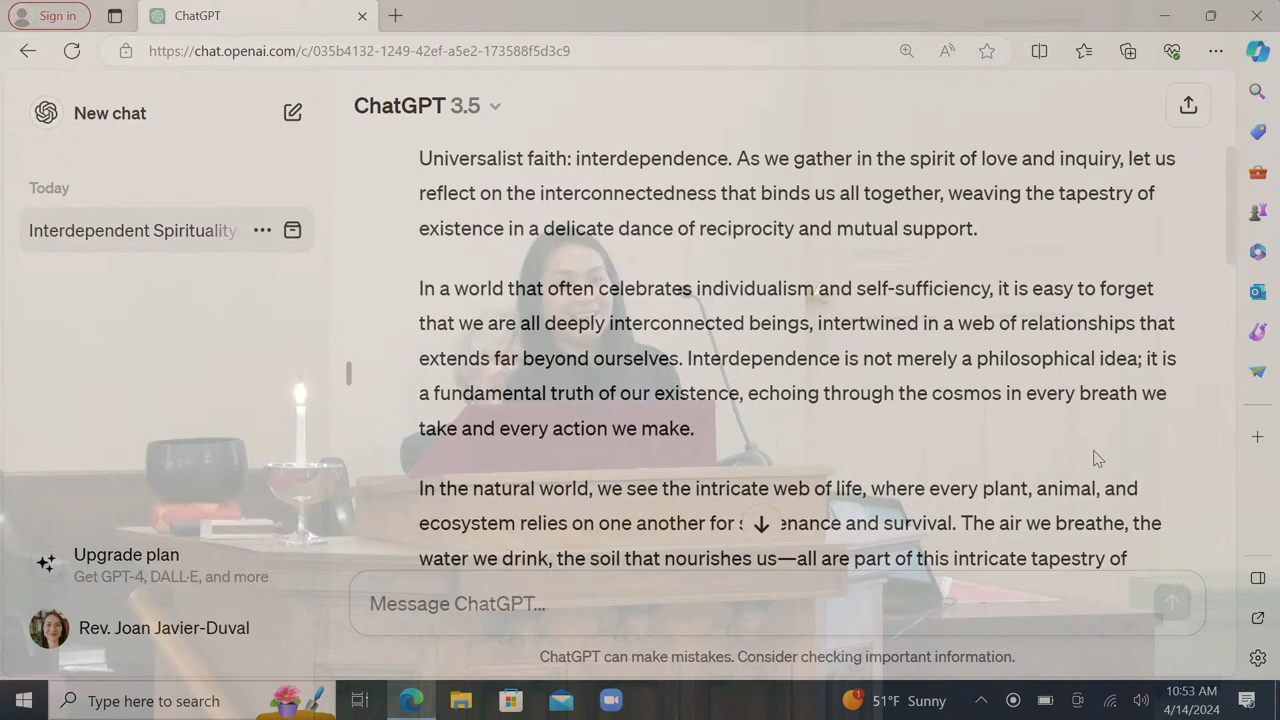 Sign in
ChatGPT
https://chat.openai.com/c/035b4132-1249-42ef-a5e2-173588f5d3c9
New chat
ChatGPT 3.5
Today
Interdependent Spirituality
Universalist faith: interdependence. As we gather in the spirit of love and inquiry, let us
reflect on the interconnectedness that binds us all together, weaving the tapestry of
existence in a delicate dance of reciprocity and mutual support.
In a world that often celebrates individualism and self-sufficiency, it is easy to forget
that we are all deeply interconnected beings, intertwined in a web of relationships that
extends far beyond ourselves. Interdependence is not merely a philosophical idea; it is
a fundamental truth of our existence, echoing through the cosmos in every breath we
take and every action we make.
In the natural world, we see the intricate web of life, where every plant, animal, and
ecosystem relies on one another for s enance and survival. The air we breathe, the
water we drink, the soil that nourishes us—all are part of this intricate tapestry of
Upgrade plan
Get GPT-4, DALL·E, and more
Rev. Joan Javier-Duval
Message ChatGPT...
ChatGPT can make mistakes. Consider checking important information.
Type here to search
1
51°F Sunny
10:53 AM
4/14/2024